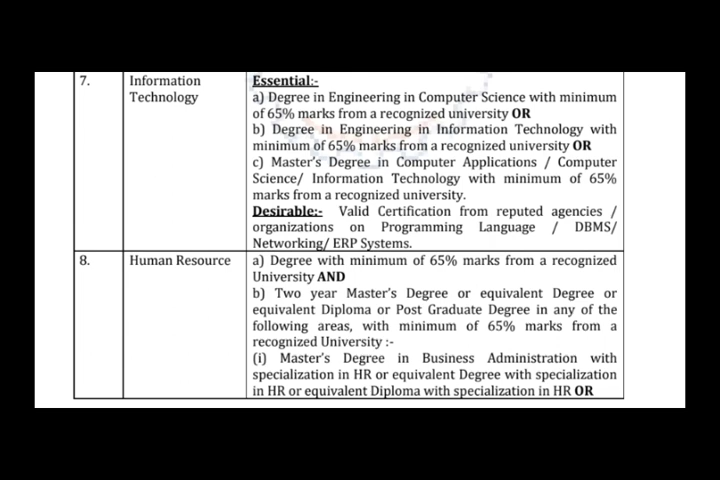 7.
Information
Technology
Essential:-
a) Degree in Engineering in Computer Science with minimum
of 65% marks from a recognized university OR
b) Degree in Engineering in Information Technology with
minimum of 65% marks from a recognized university OR
c) Master's Degree in Computer Applications / Computer
Science/ Information Technology with minimum of 65%
marks from a recognized university.
Desirable:- Valid Certification from reputed agencies /
organizations on Programming Language / DBMS/
Networking/ ERP Systems.
8.
Human Resource
a) Degree with minimum of 65% marks from a recognized
University AND
b) Two year Master's Degree or equivalent Degree or
equivalent Diploma or Post Graduate Degree in any of the
following areas, with minimum of 65% marks from a
recognized University :-
(i) Master's Degree in Business Administration with
specialization in HR or equivalent Degree with specialization
in HR or equivalent Diploma with specialization in HR OR